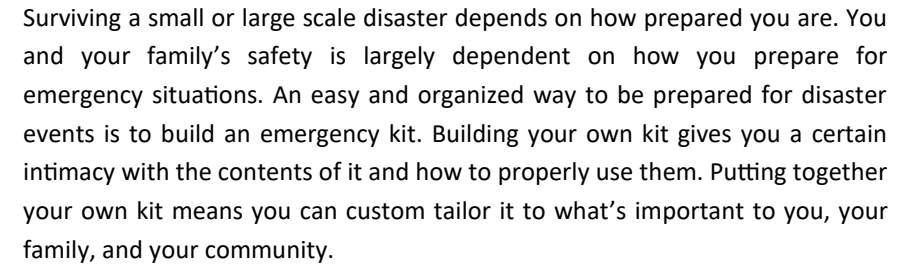 Surviving a small or large scale disaster depends on how prepared you are. You
and your family's safety is largely dependent on how you prepare for
emergency situations. An easy and organized way to be prepared for disaster
events is to build an emergency kit. Building your own kit gives you a certain
intimacy with the contents of it and how to properly use them. Putting together
your own kit means you can custom tailor it to what's important to you, your
family, and your community.